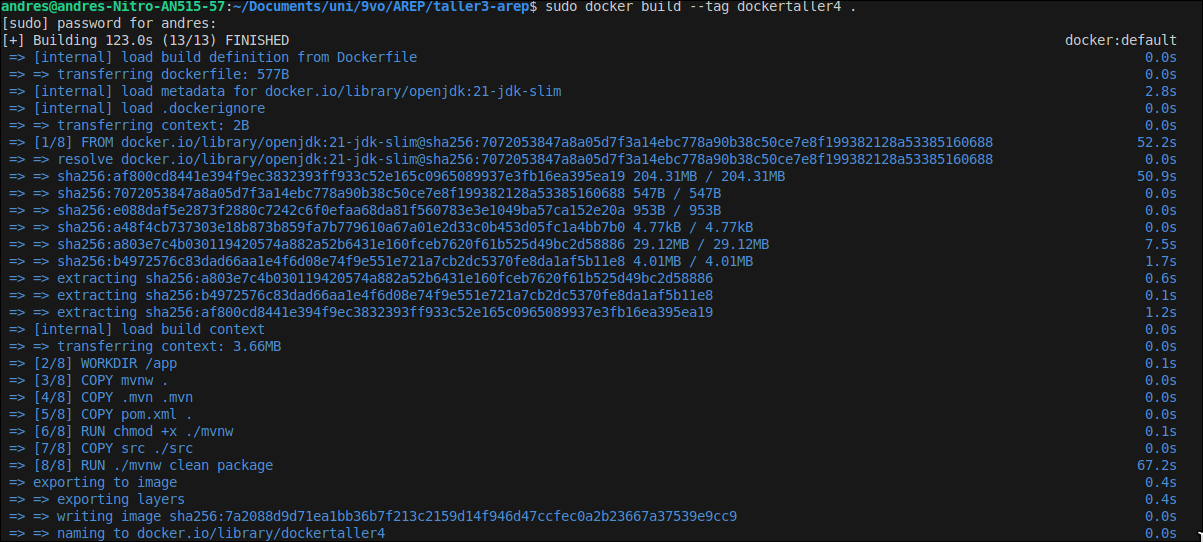 andres@andres-Nitro-AN515-57:~/Documents/uni/9vo/AREP/taller3-arep$ sudo docker build --tag dockertaller4 .
[sudo] password for andres:
[+] Building 123.0s (13/13) FINISHED docker:default
=> [internal] load build definition from Dockerfile 0.0s
=> => transferring dockerfile: 577B 0.0s
=> [internal] load metadata for docker.io/library/openjdk:21-jdk-slim 2.8s
=> [internal] load .dockerignore 0.0s
=> => transferring context: 2B 0.0s
=> [1/8] FROM docker.io/library/openjdk:21-jdk-slim@sha256:7072053847a8a05d7f3a14ebc778a90b38c50ce7e8f199382128a53385160688 52.2s
=> => resolve docker.io/library/openjdk:21-jdk-slim@sha256:7072053847a8a05d7f3a14ebc778a90b38c50ce7e8f199382128a53385160688 0.0s
=> => sha256:af800cd8441e394f9ec3832393ff933c52e165c0965089937e3fb16ea395ea19 204.31MB / 204.31MB 50.9s
=> => sha256:7072053847a8a05d7f3a14ebc778a90b38c50ce7e8f199382128a53385160688 547B / 547B 0.0s
=> => sha256:e088daf5e2873f2880c7242c6f0efaa68da81f560783e3e1049ba57ca152e20a 953B / 953B 0.0s
=> => sha256:a48f4cb737303e18b873b859fa7b779610a67a01e2d33c0b453d05fc1a4bb7b0 4.77kB / 4.77kB 0.0s
=> => sha256:a803e7c4b030119420574a882a52b6431e160fceb7620f61b525d49bc2d58886 29.12MB / 29.12MB 7.5s
=> => sha256:b4972576c83dad66aa1e4f6d08e74f9e551e721a7cb2dc5370fe8da1af5b11e8 4.01MB / 4.01MB 1.7s
=> => extracting sha256:a803e7c4b030119420574a882a52b6431e160fceb7620f61b525d49bc2d58886 0.6s
=> => extracting sha256:b4972576c83dad66aa1e4f6d08e74f9e551e721a7cb2dc5370fe8da1af5b11e8 0.1s
=> => extracting sha256:af800cd8441e394f9ec3832393ff933c52e165c0965089937e3fb16ea395ea19 1.2s
=> [internal] load build context 0.0s
=> => transferring context: 3.66MB 0.0s
=> [2/8] WORKDIR /app 0.1s
=> [3/8] COPY mvnw . 0.0s
=> [4/8] COPY .mvn .mvn 0.0s
=> [5/8] COPY pom.xml . 0.0s
=> [6/8] RUN chmod +x ./mvnw 0.1s
=> [7/8] COPY src ./src 0.0s
=> [8/8] RUN ./mvnw clean package 67.2s
=> exporting to image 0.4s
=> => exporting layers 0.4s
=> => writing image sha256:7a2088d9d71ea1bb36b7f213c2159d14f946d47ccfec0a2b23667a37539e9cc9 0.0s
=> => naming to docker.io/library/dockertaller4 0.0s